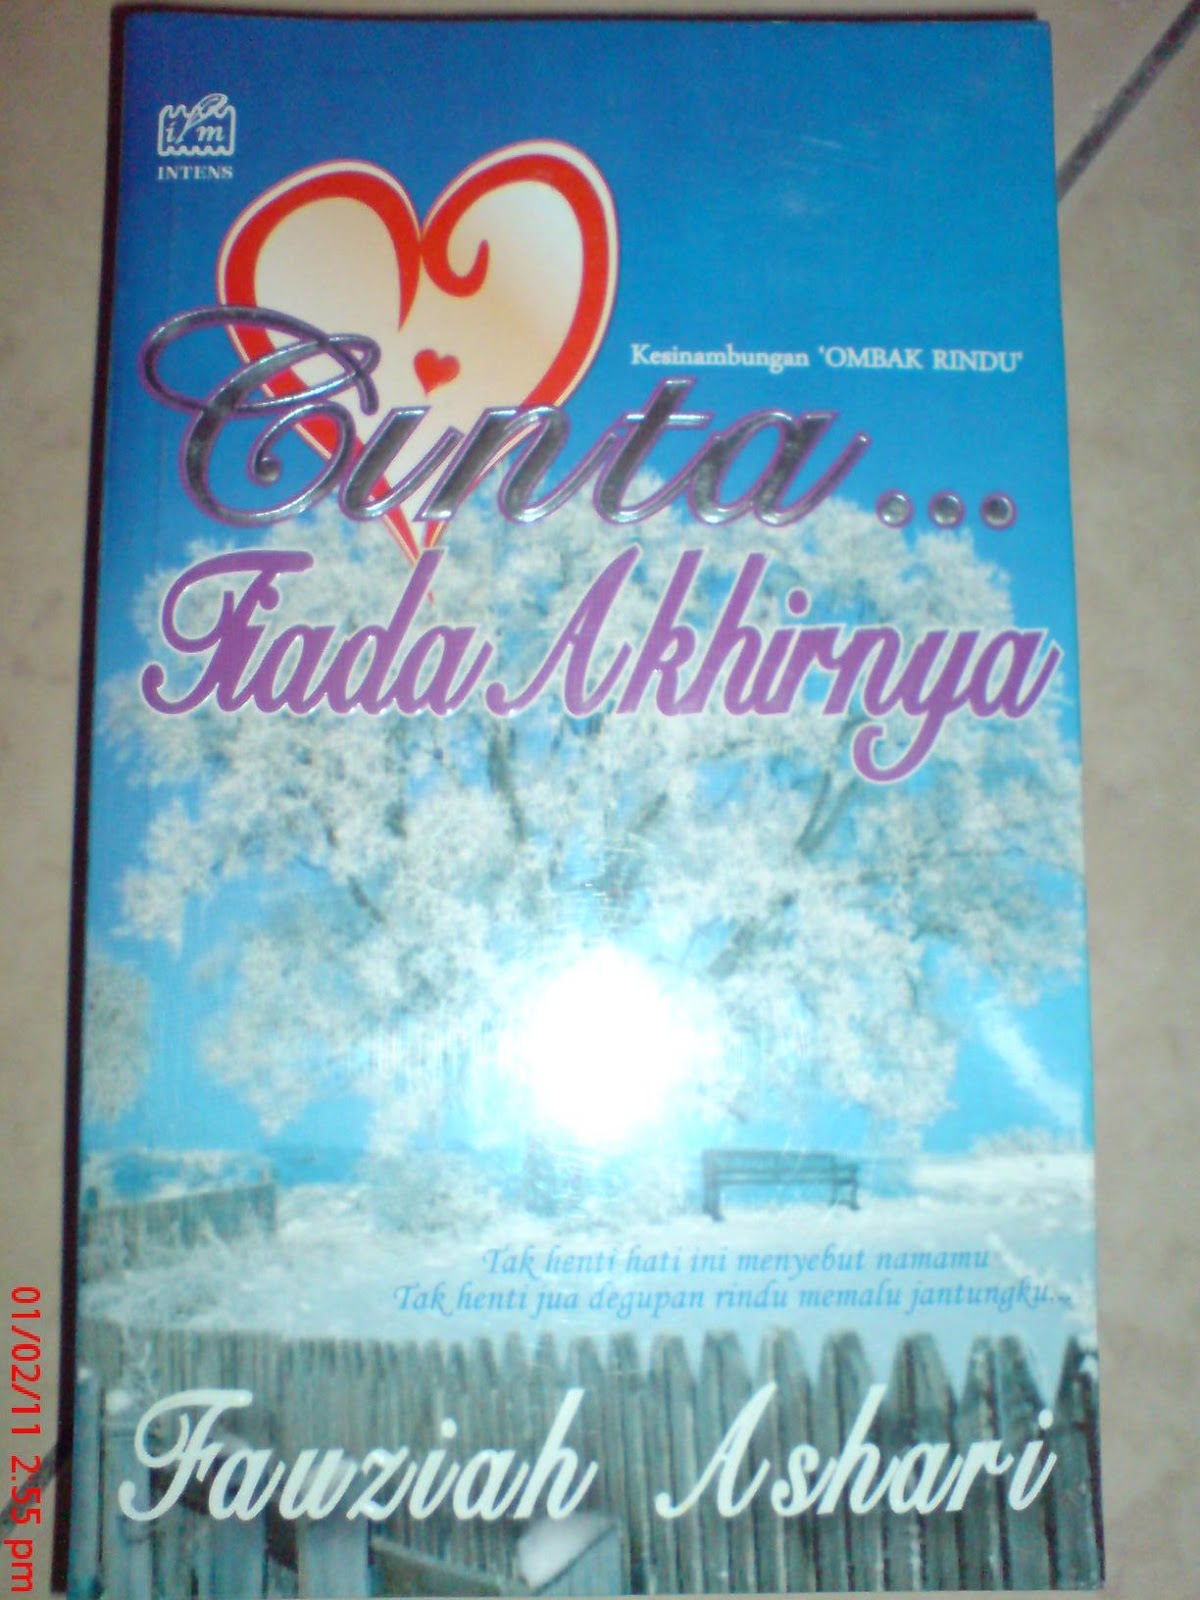 i m
INTENS
Kesinambungan 'OMBAK RINDU'
Cinta...
Tiada Akhirnya
Tak henti hati ini menyebut namamu
Tak henti jua degupan rindu memalu jantungku...
Fauziah Ashari
01/02/11 2:55 pm